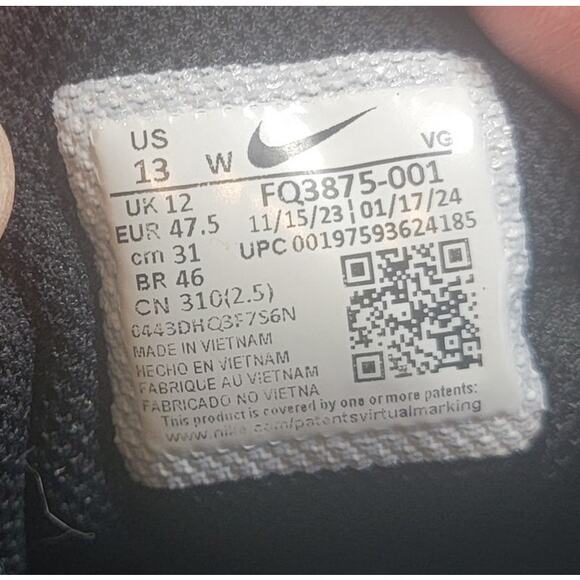 US
13 W
VG
UK 12
EUR 47.5
cm 31
BR 46
CN 310(2.5)
FQ3875-001
11/15/23 | 01/17/24
UPC 00197593624185
0443DHQ3F7S6N
MADE IN VIETNAM
HECHO EN VIETNAM
FABRIQUE AU VIETNAM
FABRICADO NO VIETNA
This product is covered by one or more patents:
www.nike.com/patentsvirtualmarking